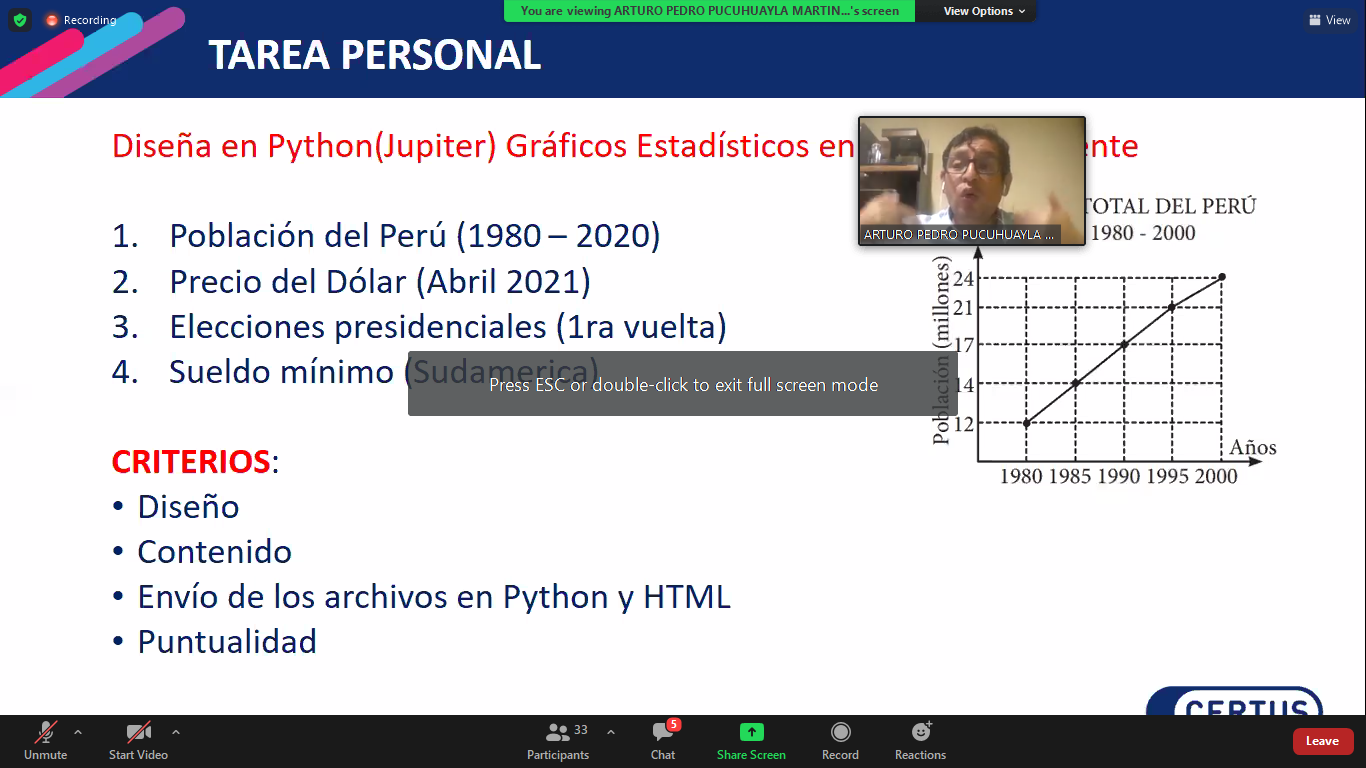 Recording
You are viewing ARTURO PEDRO PUCUHUAYLA MARTIN...'s screen
View Options
View
TAREA PERSONAL
Diseña en Python(Jupiter) Gráficos Estadísticos en ente
1. Población del Perú (1980 – 2020)
2. Precio del Dólar (Abril 2021)
3. Elecciones presidenciales (1ra vuelta)
4. Sueldo mínimo (Sudamerica)
Press ESC or double-click to exit full screen mode
CRITERIOS:
• Diseño
• Contenido
• Envío de los archivos en Python y HTML
• Puntualidad
ARTURO PEDRO PUCUHUAYLA ...
TOTAL DEL PERÚ
1980 - 2000
Población (millones)
24
21
17
14
12
Años
1980 1985 1990 1995 2000
CERTUS
Unmute
Start Video
33
Participants
5
Chat
Share Screen
Record
Reactions
Leave